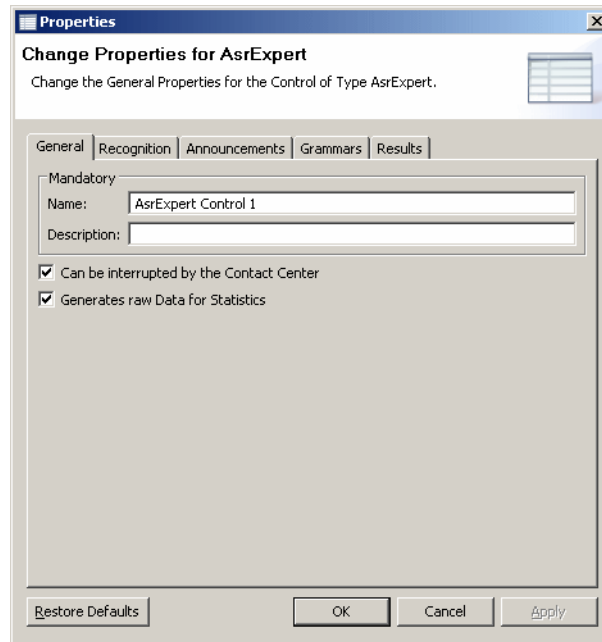 Properties
Change Properties for AsrExpert
Change the General Properties for the Control of Type AsrExpert.
General Recognition Announcements Grammars Results
Mandatory
Name: AsrExpert Control 1
Description:
Can be interrupted by the Contact Center
Generates raw Data for Statistics
Restore Defaults OK Cancel Apply